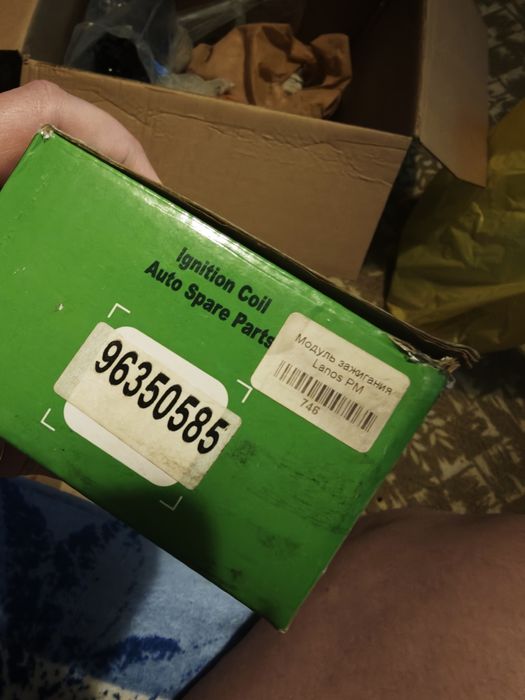 Ignition Coil
Auto Spare Parts
96350585
Модуль зажигания
Lanos PM
746